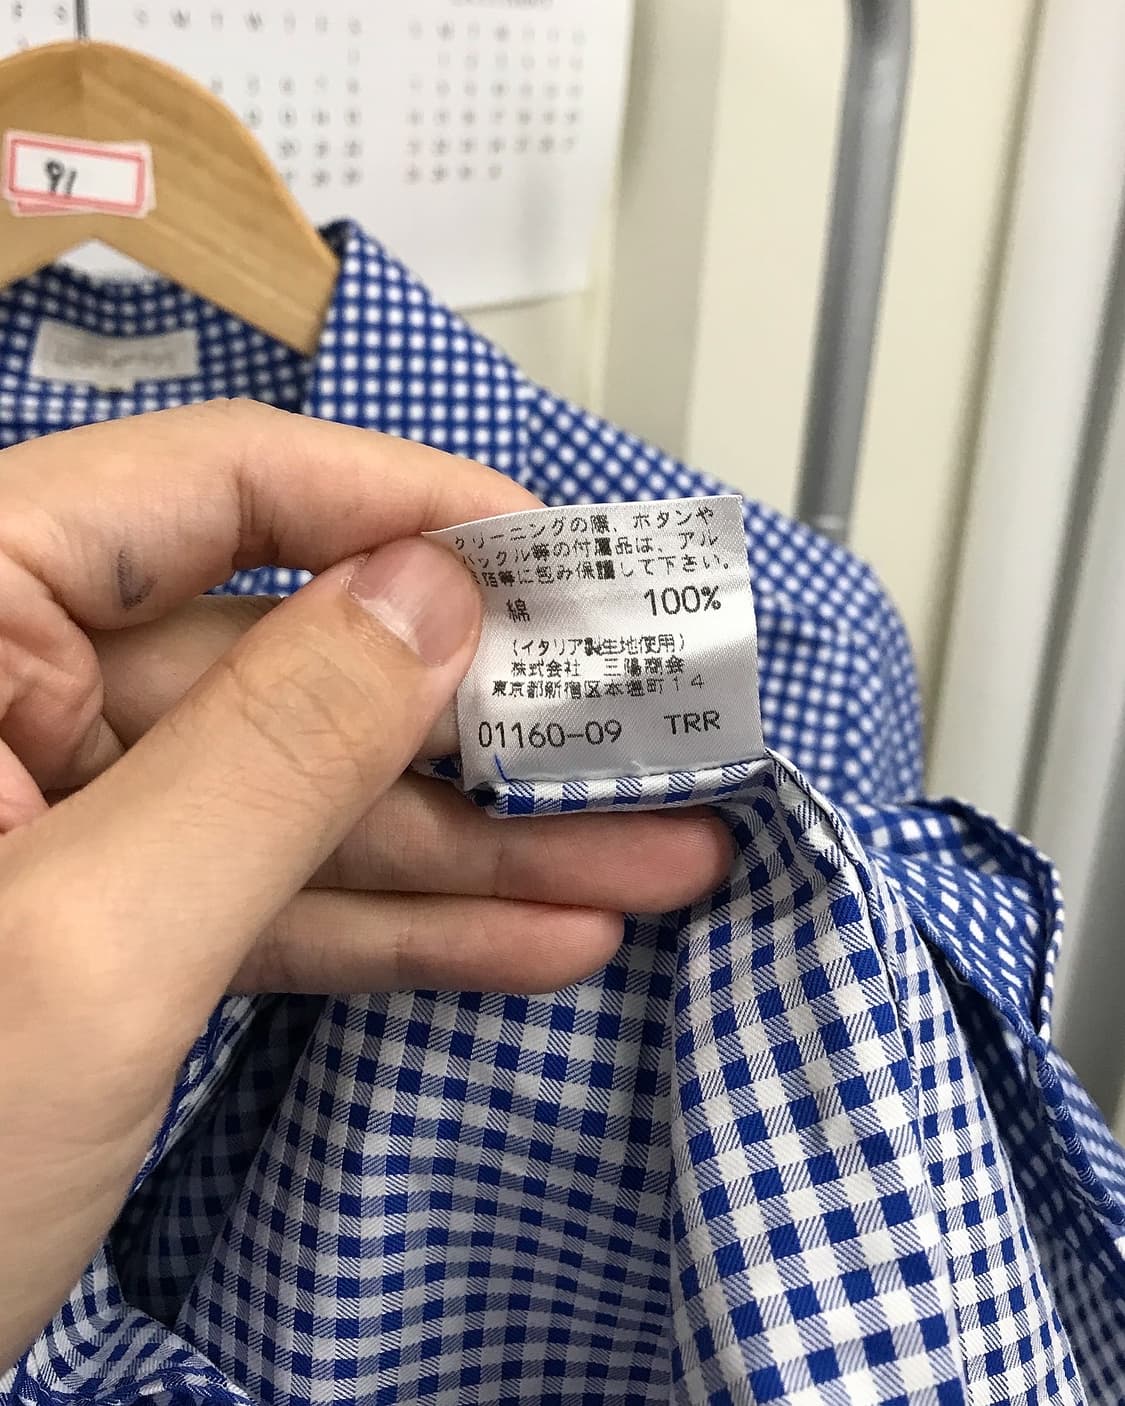 91
クリーニングの際、ボタンや
バックル等の付属品は、アル
箔等に包み保護して下さい。
綿 100%
(イタリア製生地使用)
株式会社 三陽商会
東京都新宿区本塩町14
01160-09 TRR